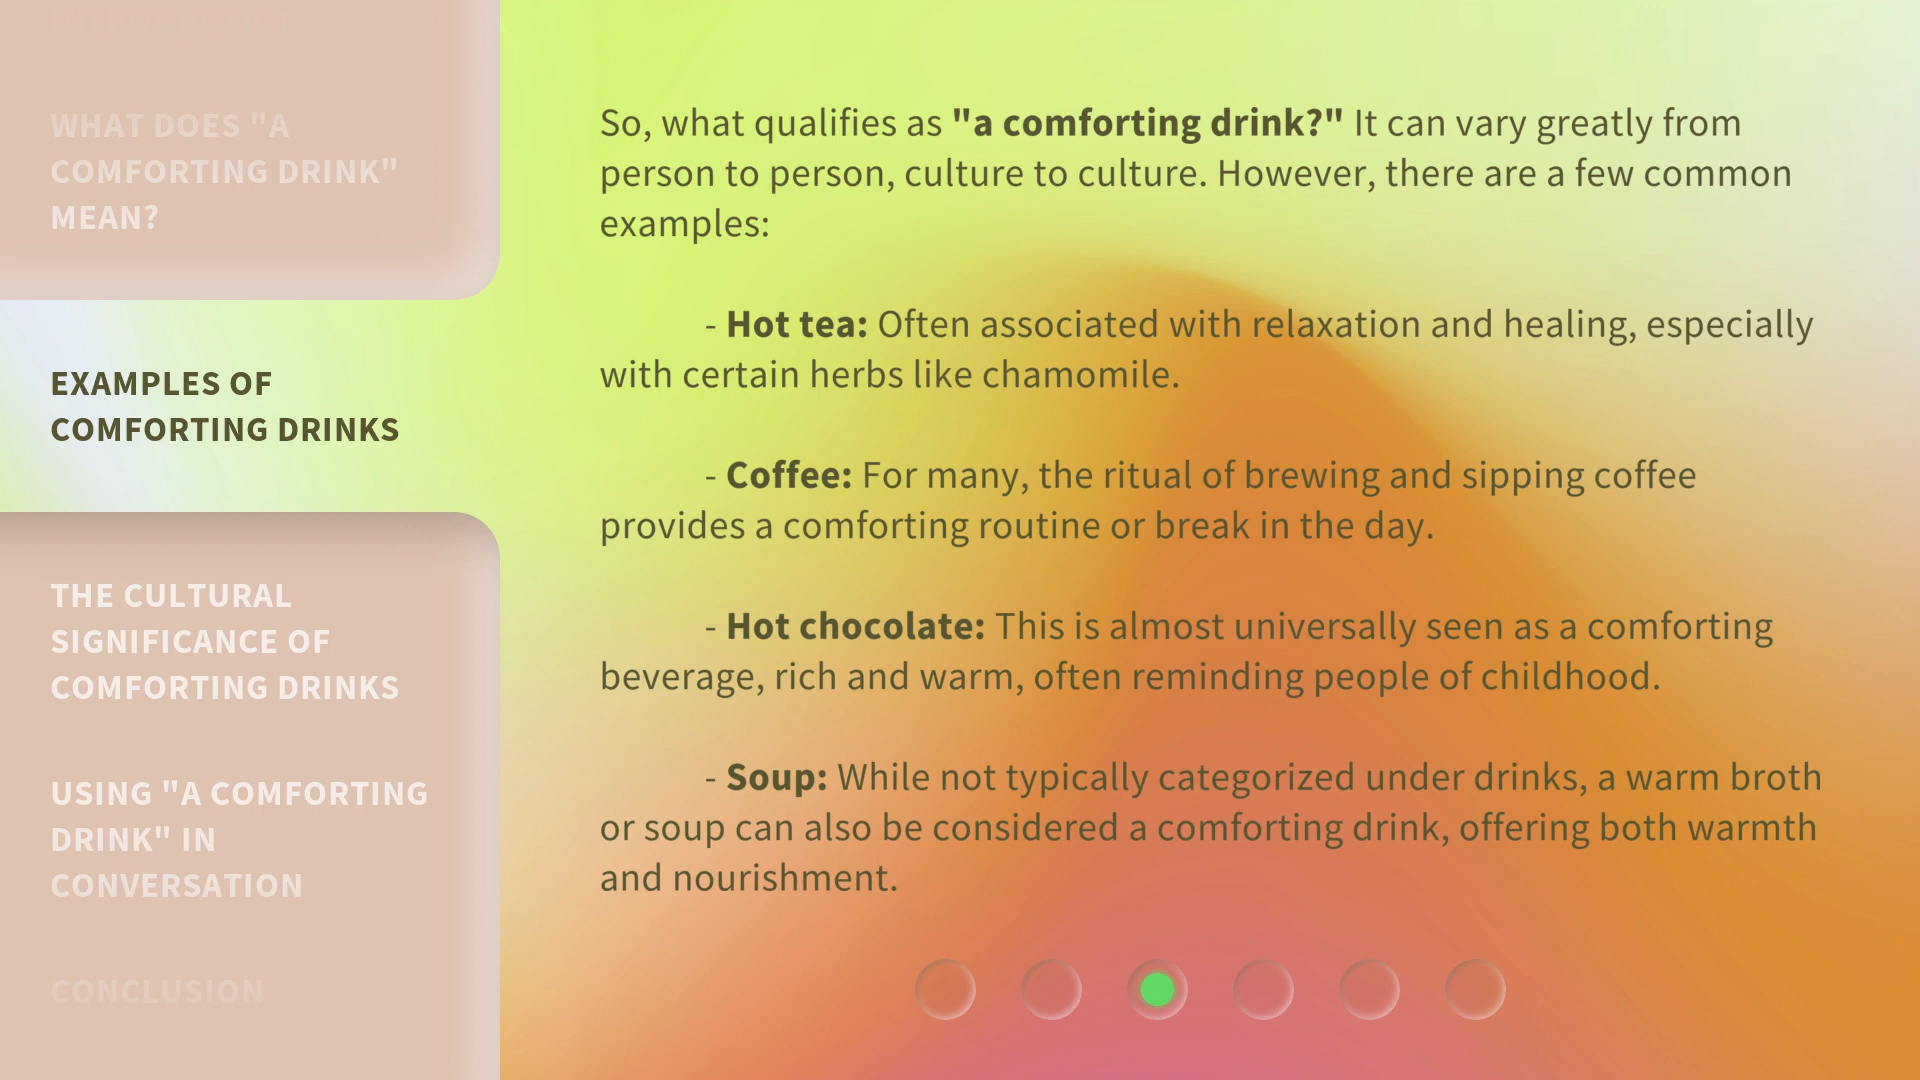 INTRODUCTION
WHAT DOES "A
COMFORTING DRINK"
MEAN?
EXAMPLES OF
COMFORTING DRINKS
THE CULTURAL
SIGNIFICANCE OF
COMFORTING DRINKS
USING "A COMFORTING
DRINK" IN
CONVERSATION
CONCLUSION
So, what qualifies as "a comforting drink?" It can vary greatly from
person to person, culture to culture. However, there are a few common
examples:
- Hot tea: Often associated with relaxation and healing, especially
with certain herbs like chamomile.
- Coffee: For many, the ritual of brewing and sipping coffee
provides a comforting routine or break in the day.
- Hot chocolate: This is almost universally seen as a comforting
beverage, rich and warm, often reminding people of childhood.
- Soup: While not typically categorized under drinks, a warm broth
or soup can also be considered a comforting drink, offering both warmth
and nourishment.